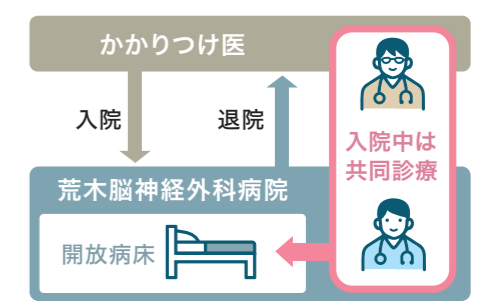 かかりつけ医
入院
退院
入院中は
共同診療
荒木脳神経外科病院
開放病床